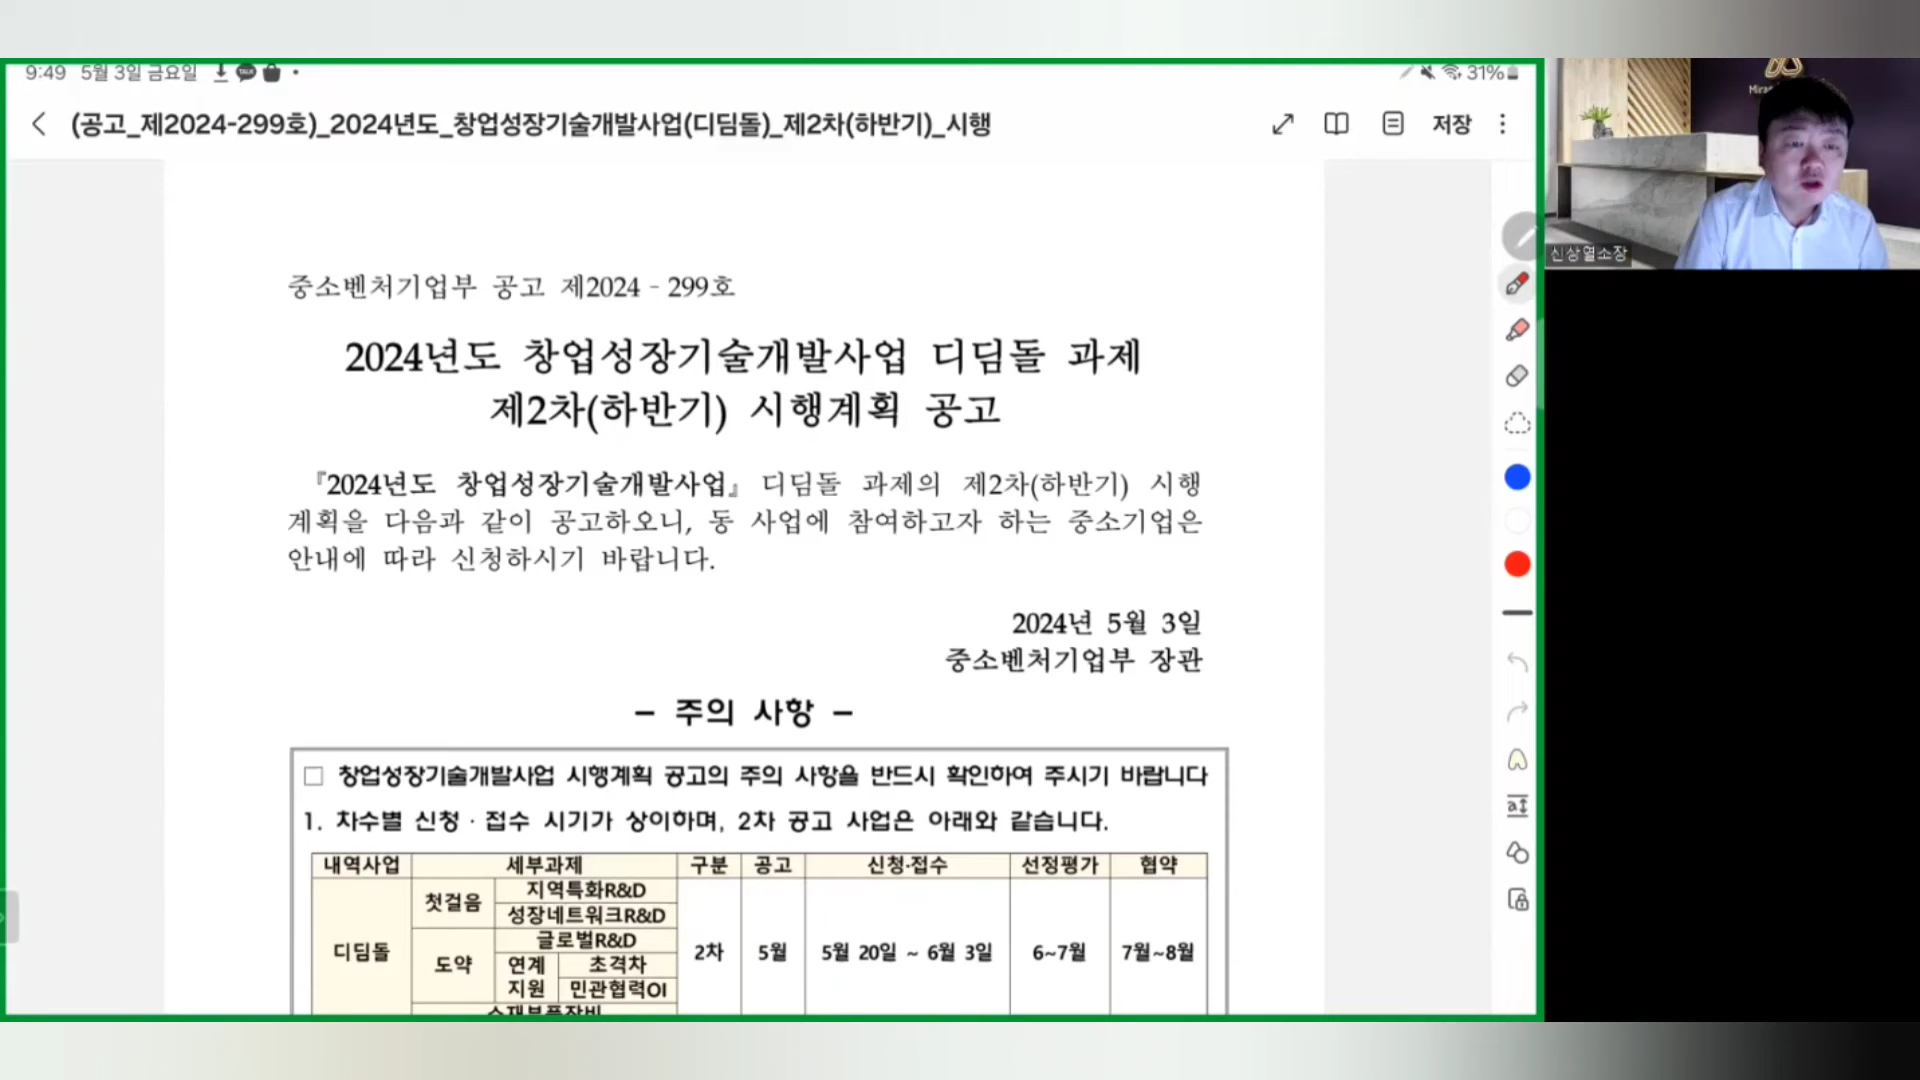 9:49 5월 3일 금요일
TALK
31%
(공고_제2024-299호)_2024년도_창업성장기술개발사업(디딤돌)_제2차(하반기)_시행
저장
중소벤처기업부 공고 제2024 - 299호
2024년도 창업성장기술개발사업 디딤돌 과제
제2차(하반기) 시행계획 공고
『2024년도 창업성장기술개발사업』 디딤돌 과제의 제2차(하반기) 시행
계획을 다음과 같이 공고하오니, 동 사업에 참여하고자 하는 중소기업은
안내에 따라 신청하시기 바랍니다.
2024년 5월 3일
중소벤처기업부 장관
- 주의 사항 -
□ 창업성장기술개발사업 시행계획 공고의 주의 사항을 반드시 확인하여 주시기 바랍니다
1. 차수별 신청·접수 시기가 상이하며, 2차 공고 사업은 아래와 같습니다.
내역사업 세부과제 구분 공고 신청·접수 선정평가 협약
디딤돌 첫걸음 지역특화R&D
성장네트워크R&D
도약 글로벌R&D
연계지원 초격차
민관협력OI
2차 5월 5월 20일 ~ 6월 3일 6~7월 7월~8월
소재부품장비
신상열소장